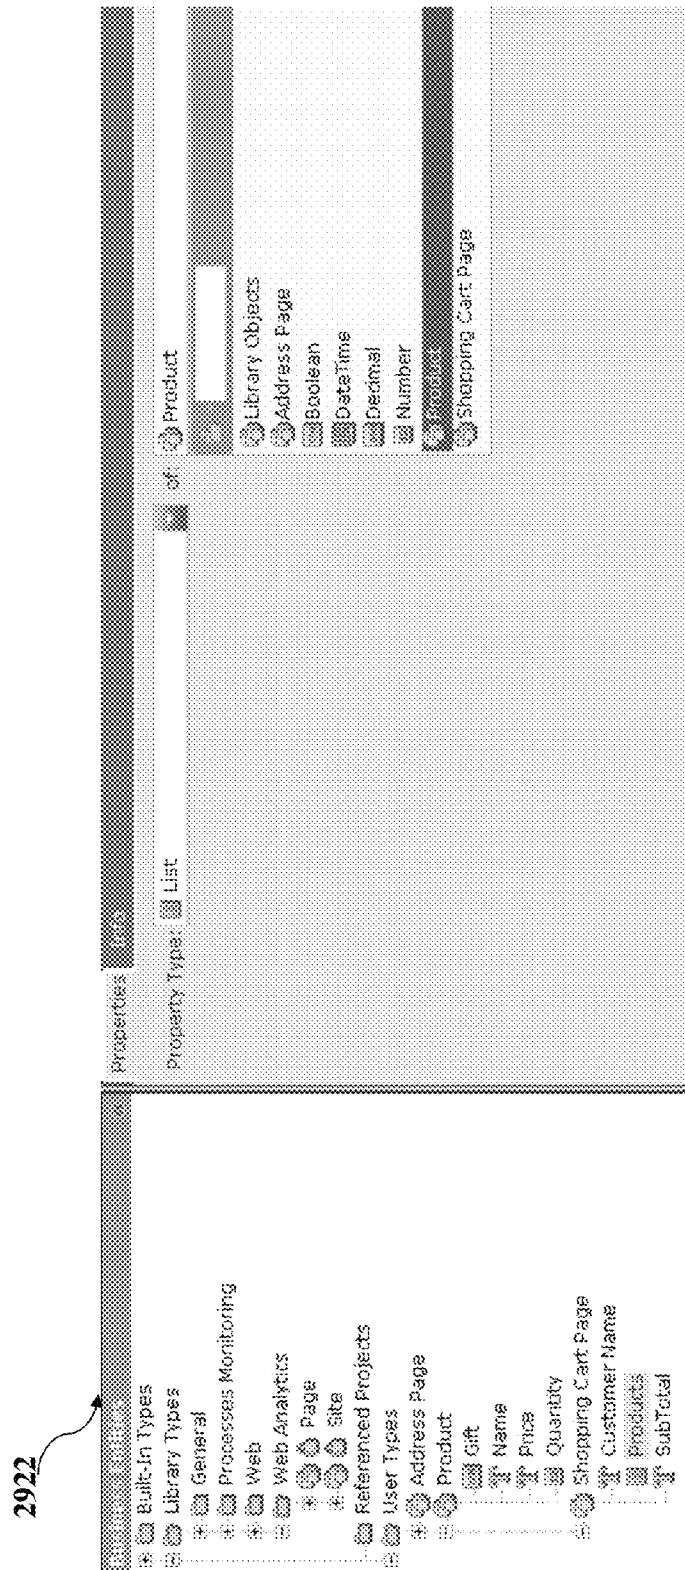 2922
Built-In Types
Library Types
General
Processes Monitoring
Web
Web Analytics
Page
Site
Referenced Projects
User Types
Address Page
Product
Gift
Name
Price
Quantity
Shopping Cart Page
Customer Name
Products
SubTotal
Properties
Property Type: List of: Product
Library Objects
Address Page
Boolean
DateTime
Decimal
Number
Product
Shopping Cart Page